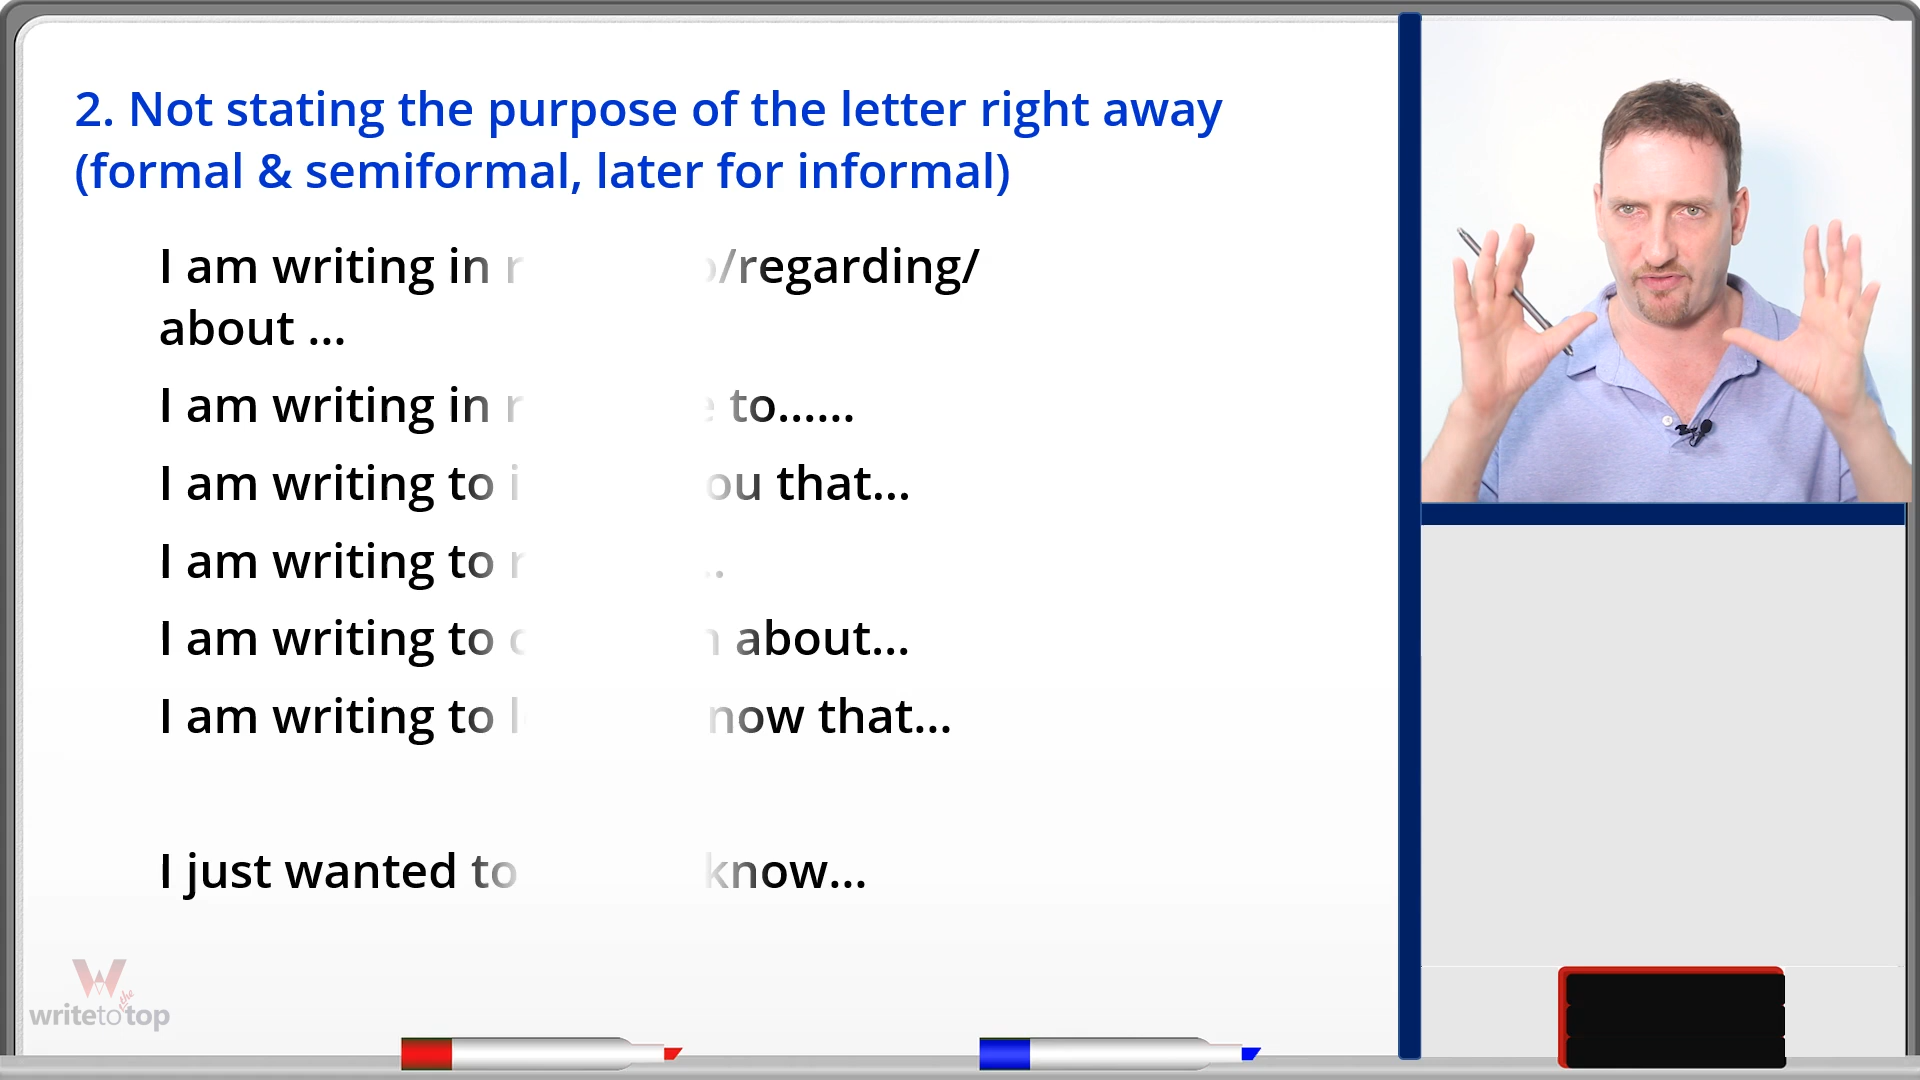 2. Not stating the purpose of the letter right away
(formal & semiformal, later for informal)
I am writing in /regarding/
about ...
I am writing in to......
I am writing to that...
I am writing to
I am writing to about...
I am writing to that...
I just wanted to know...
W
writetothetop